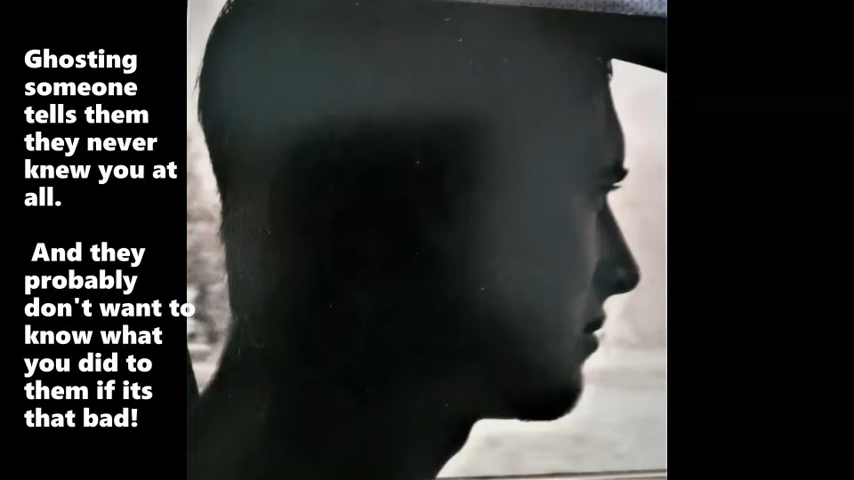 Ghosting
someone
tells them
they never
knew you at
all.
And they
probably
don't want to
know what
you did to
them if its
that bad!